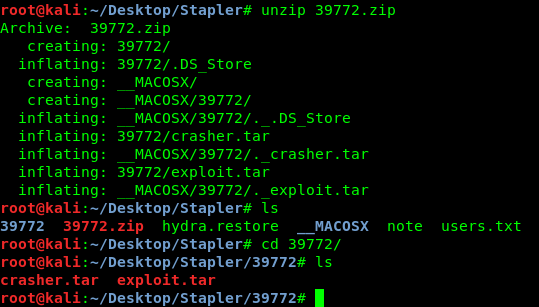 root@kali:~/Desktop/Stapler# unzip 39772.zip
Archive:  39772.zip
   creating: 39772/
  inflating: 39772/.DS_Store
   creating: __MACOSX/
   creating: __MACOSX/39772/
  inflating: __MACOSX/39772/._.DS_Store
  inflating: 39772/crasher.tar
  inflating: __MACOSX/39772/._crasher.tar
  inflating: 39772/exploit.tar
  inflating: __MACOSX/39772/._exploit.tar
root@kali:~/Desktop/Stapler# ls
39772  39772.zip  hydra.restore  __MACOSX  note  users.txt
root@kali:~/Desktop/Stapler# cd 39772/
root@kali:~/Desktop/Stapler/39772# ls
crasher.tar  exploit.tar
root@kali:~/Desktop/Stapler/39772#